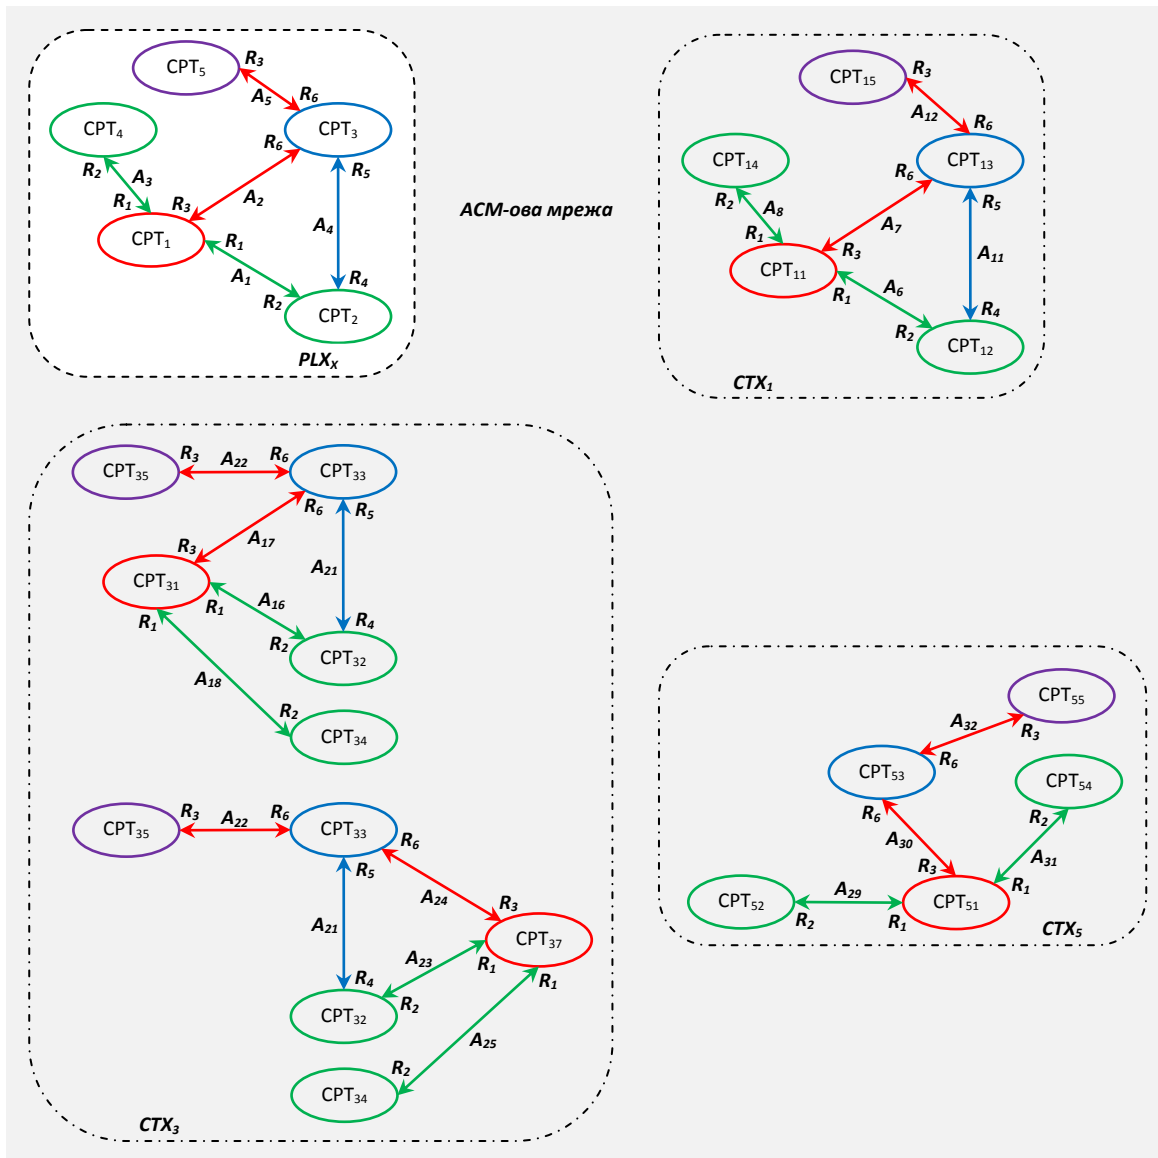 CPT5
R3
A5
R6
CPT4
CPT3
R6
R2
A3
R5
R1
R3
A2
CPT1
R1
A4
A1
R4
R2
CPT2
PLXX
АСМ-ова мрежа
CPT15
R3
A12
R6
CPT14
CPT13
R6
R2
A8
R5
R1
A7
R3
CPT11
A11
R1
A6
R4
R2
CPT12
CTX1
CPT35
R3
A22
R6
CPT33
R6
R5
R3
A17
CPT31
A21
R1
A16
R1
R4
R2
CPT32
A18
R2
CPT34
CPT35
R3
A22
R6
CPT33
R6
R5
A24
R3
A21
CPT37
A23
R1
R1
R4
R2
CPT32
A25
R2
CPT34
CTX3
CPT55
A32
R3
R6
CPT53
CPT54
R6
R2
A30
A31
R3
R1
CPT52
A29
CPT51
R2
R1
CTX5